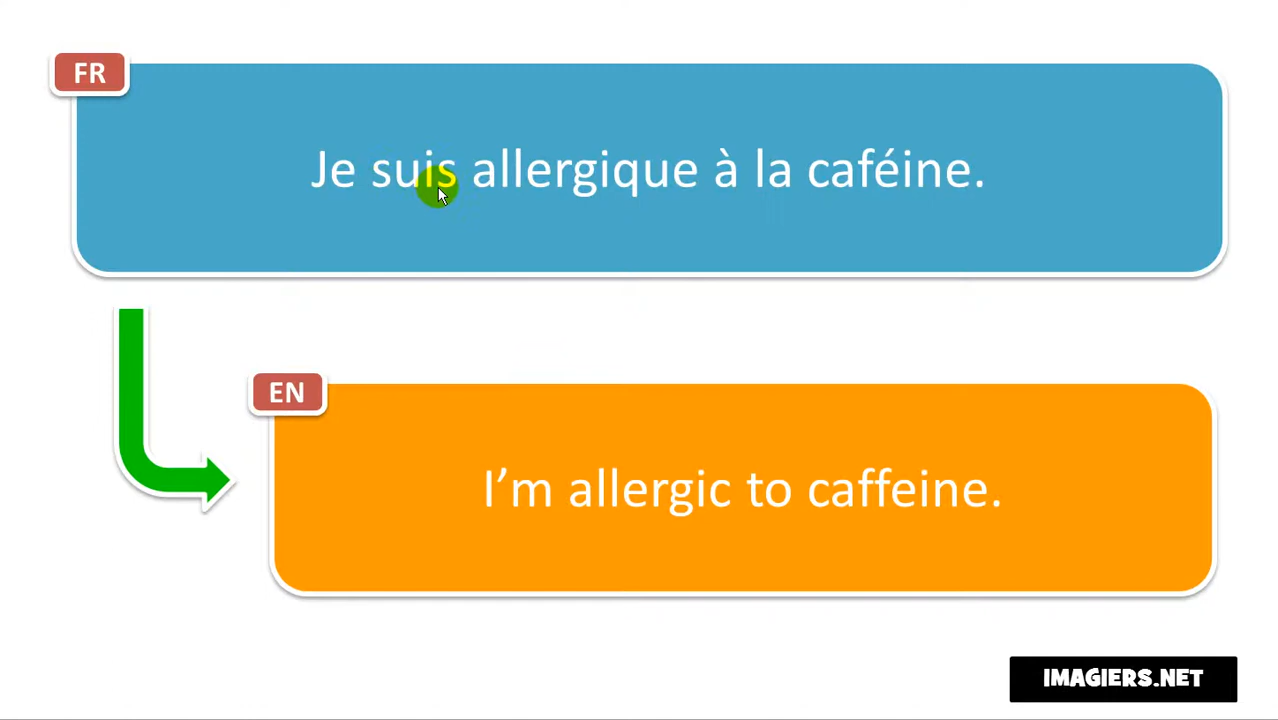 FR
Je suis allergique à la caféine.
EN
I’m allergic to caffeine.
IMAGIERS.NET